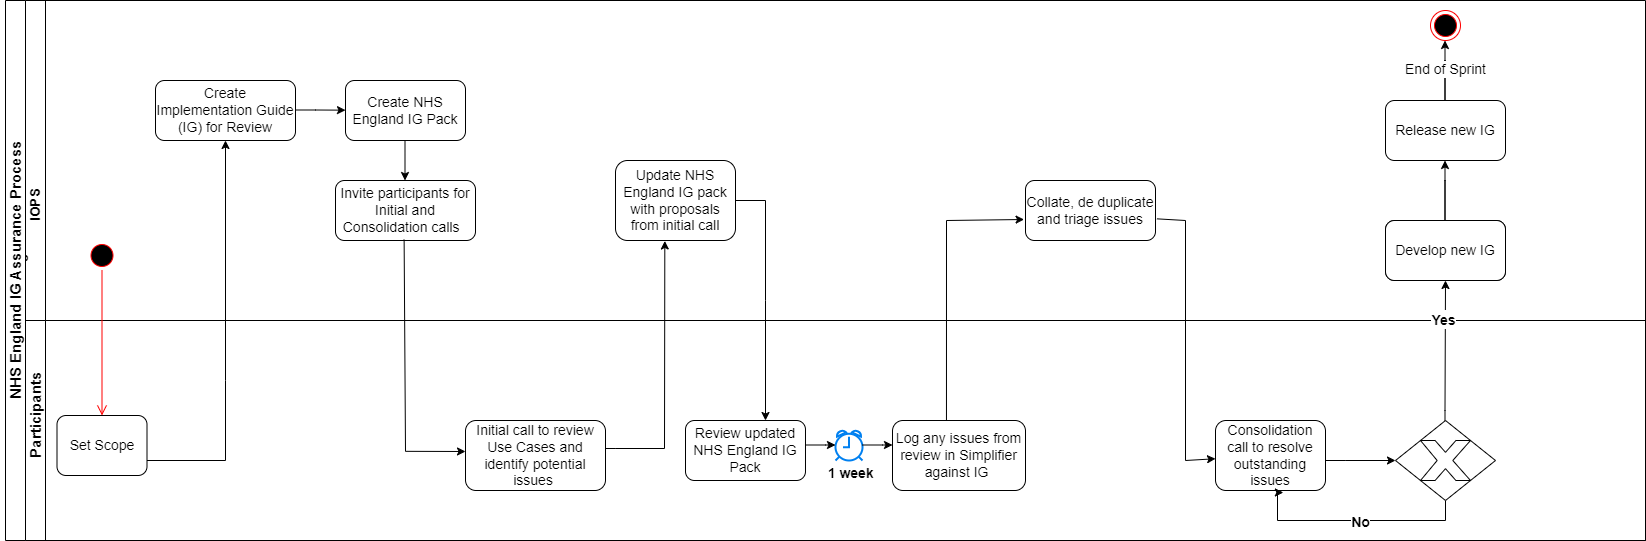 NHS England IG Assurance Process
IOPS
Participants
Set Scope
Create
Implementation Guide
(IG) for Review
Create NHS
England IG Pack
Invite participants for
Initial and
Consolidation calls
Initial call to review
Use Cases and
identify potential
issues
Update NHS
England IG pack
with proposals
from initial call
Review updated
NHS England IG
Pack
1 week
Log any issues from
review in Simplifier
against IG
Collate, de duplicate
and triage issues
Consolidation
call to resolve
outstanding
issues
No
Yes
Develop new IG
Release new IG
End of Sprint